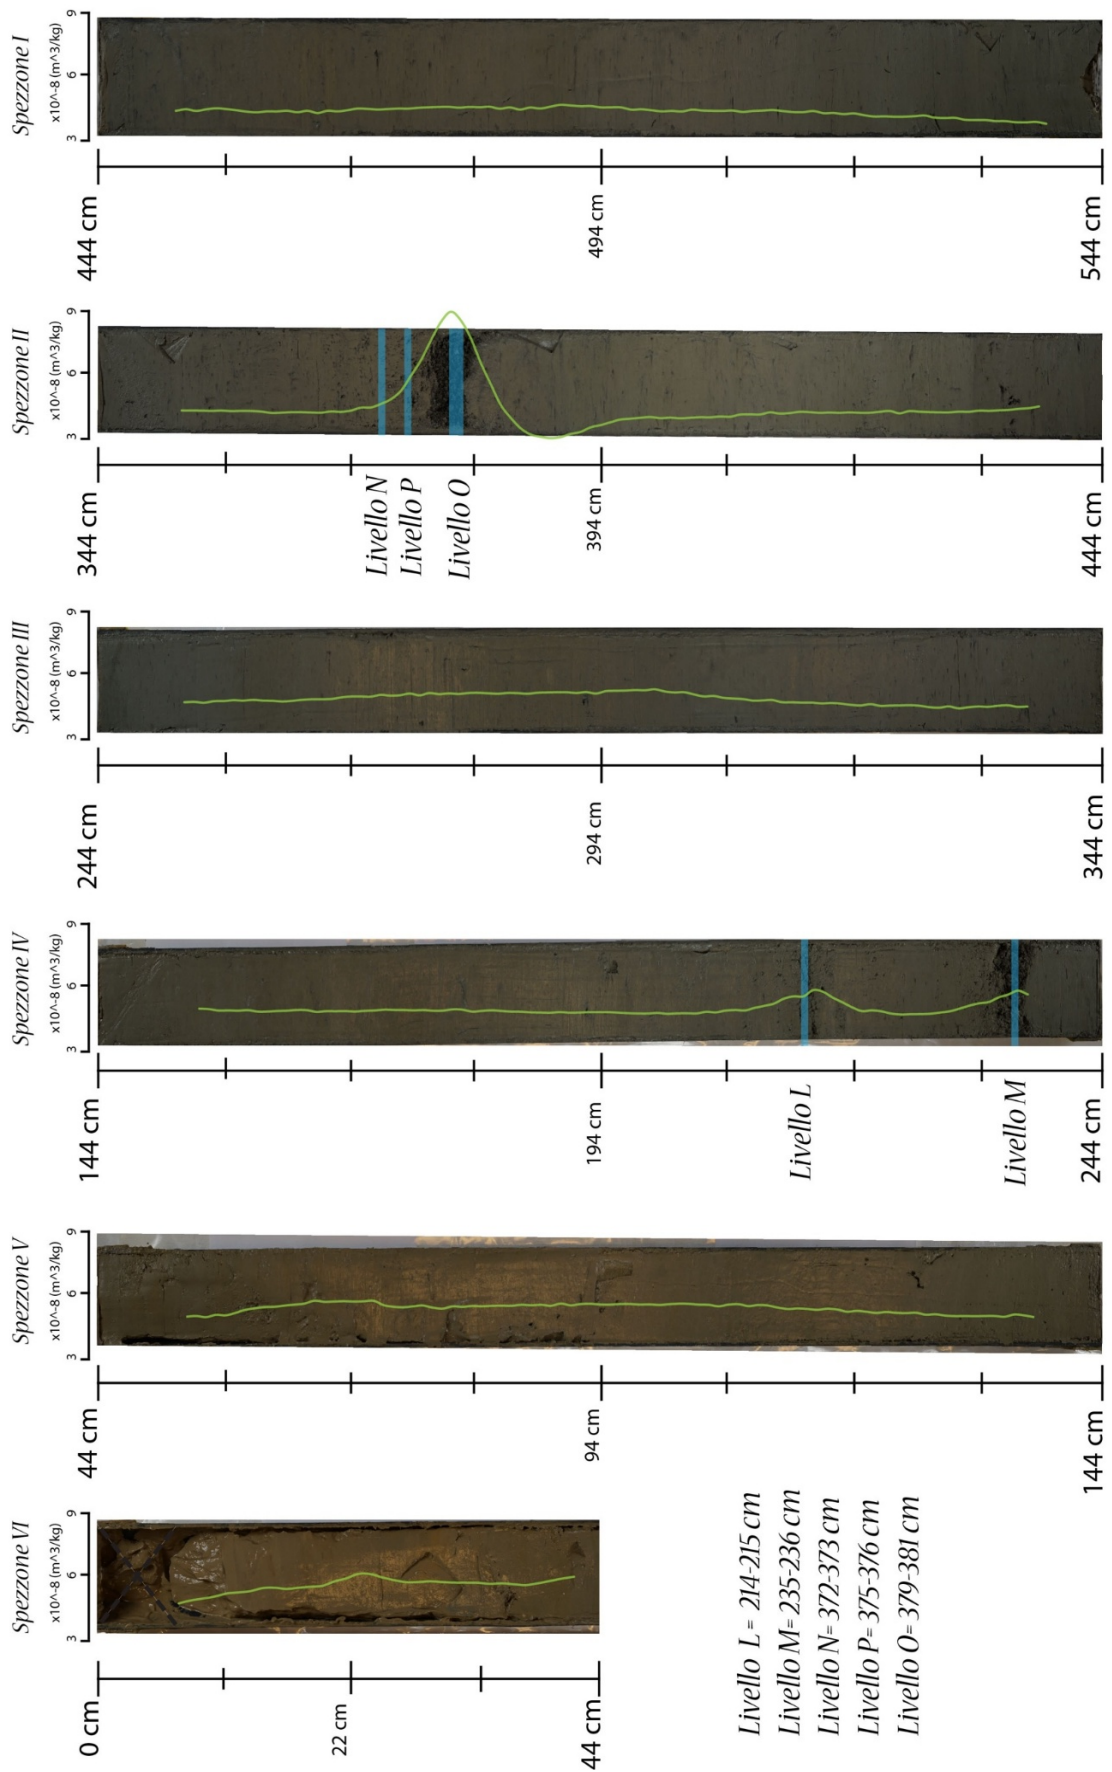 Spezzone I
x10^-8 (m^3/kg)
9
6
3
444 cm
494 cm
544 cm
Spezzone II
x10^-8 (m^3/kg)
9
6
3
Livello N
Livello P
Livello O
344 cm
394 cm
444 cm
Spezzone III
x10^-8 (m^3/kg)
9
6
3
244 cm
294 cm
344 cm
Spezzone IV
x10^-8 (m^3/kg)
9
6
3
144 cm
194 cm
Livello L
Livello M
244 cm
Spezzone V
x10^-8 (m^3/kg)
9
6
3
44 cm
94 cm
144 cm
Spezzone VI
x10^-8 (m^3/kg)
9
6
3
0 cm
22 cm
44 cm
Livello L= 214-215 cm
Livello M= 235-236 cm
Livello N= 372-373 cm
Livello P= 375-376 cm
Livello O= 379-381 cm